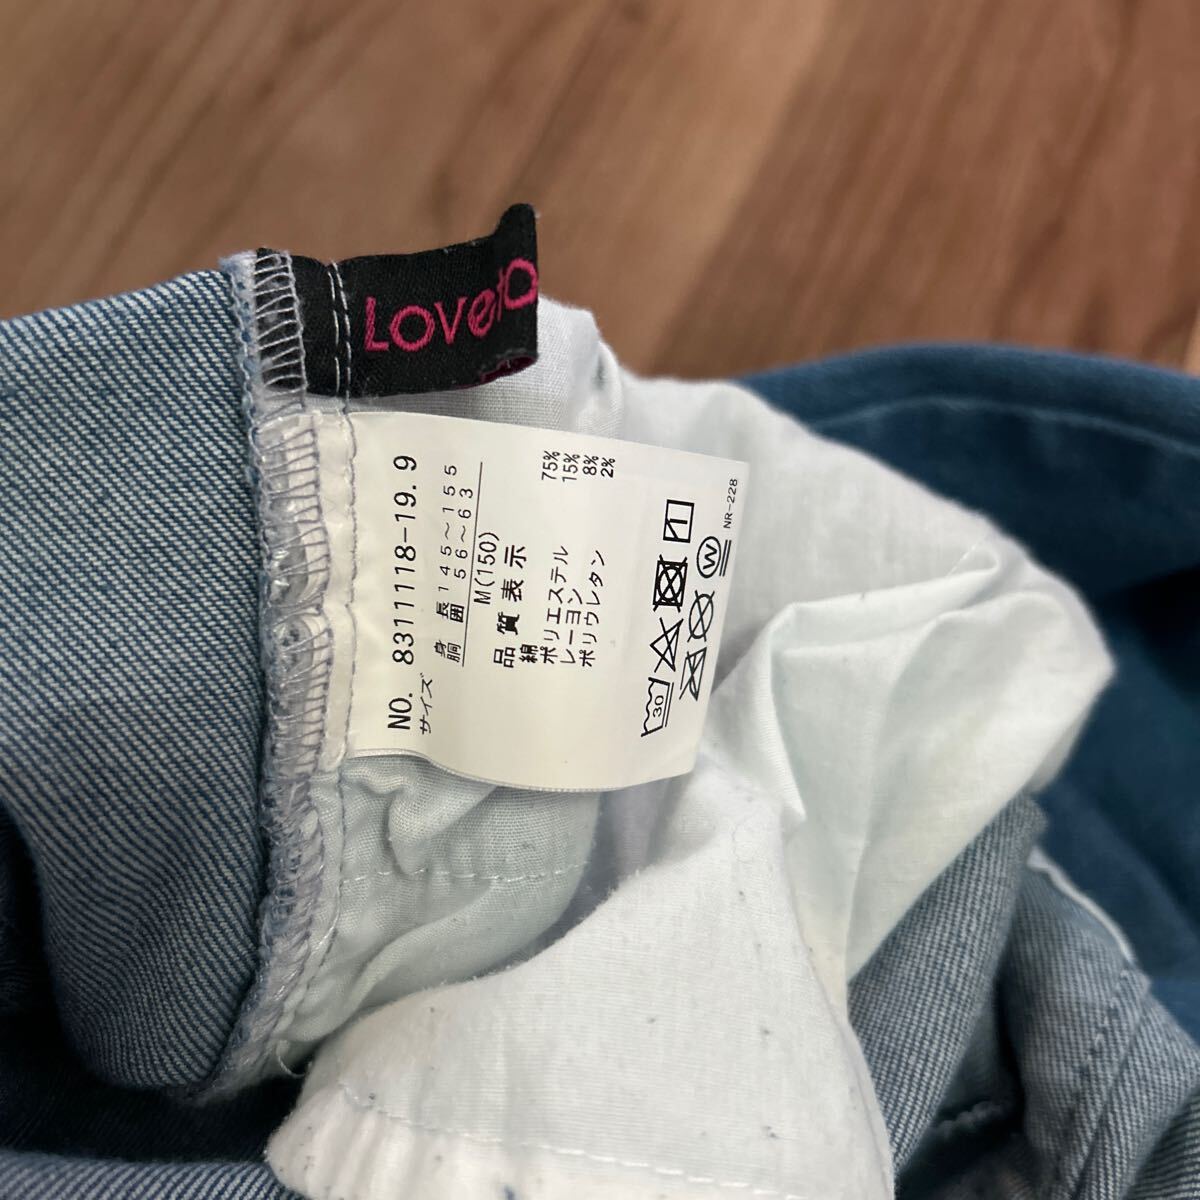 Loveto
NO. 8311118-19.9
サイズ
身 長 145～155
胴 囲 56～63
M(150)
品質表示
綿 75%
ポリエステル 15%
レーヨン 8%
ポリウレタン 2%
30
W
NR-228